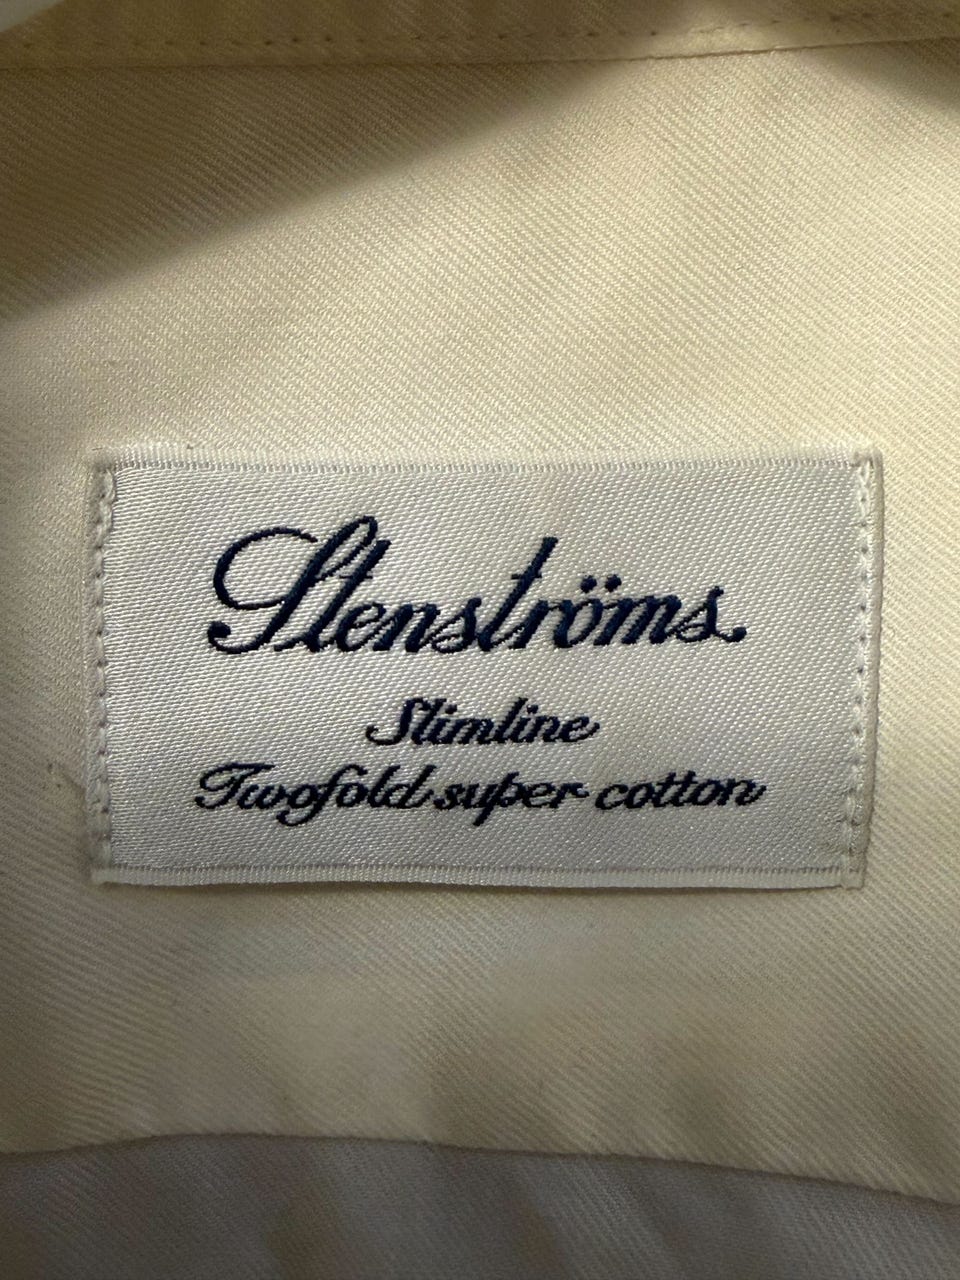 Stenströms
Slimline
Twofold super cotton